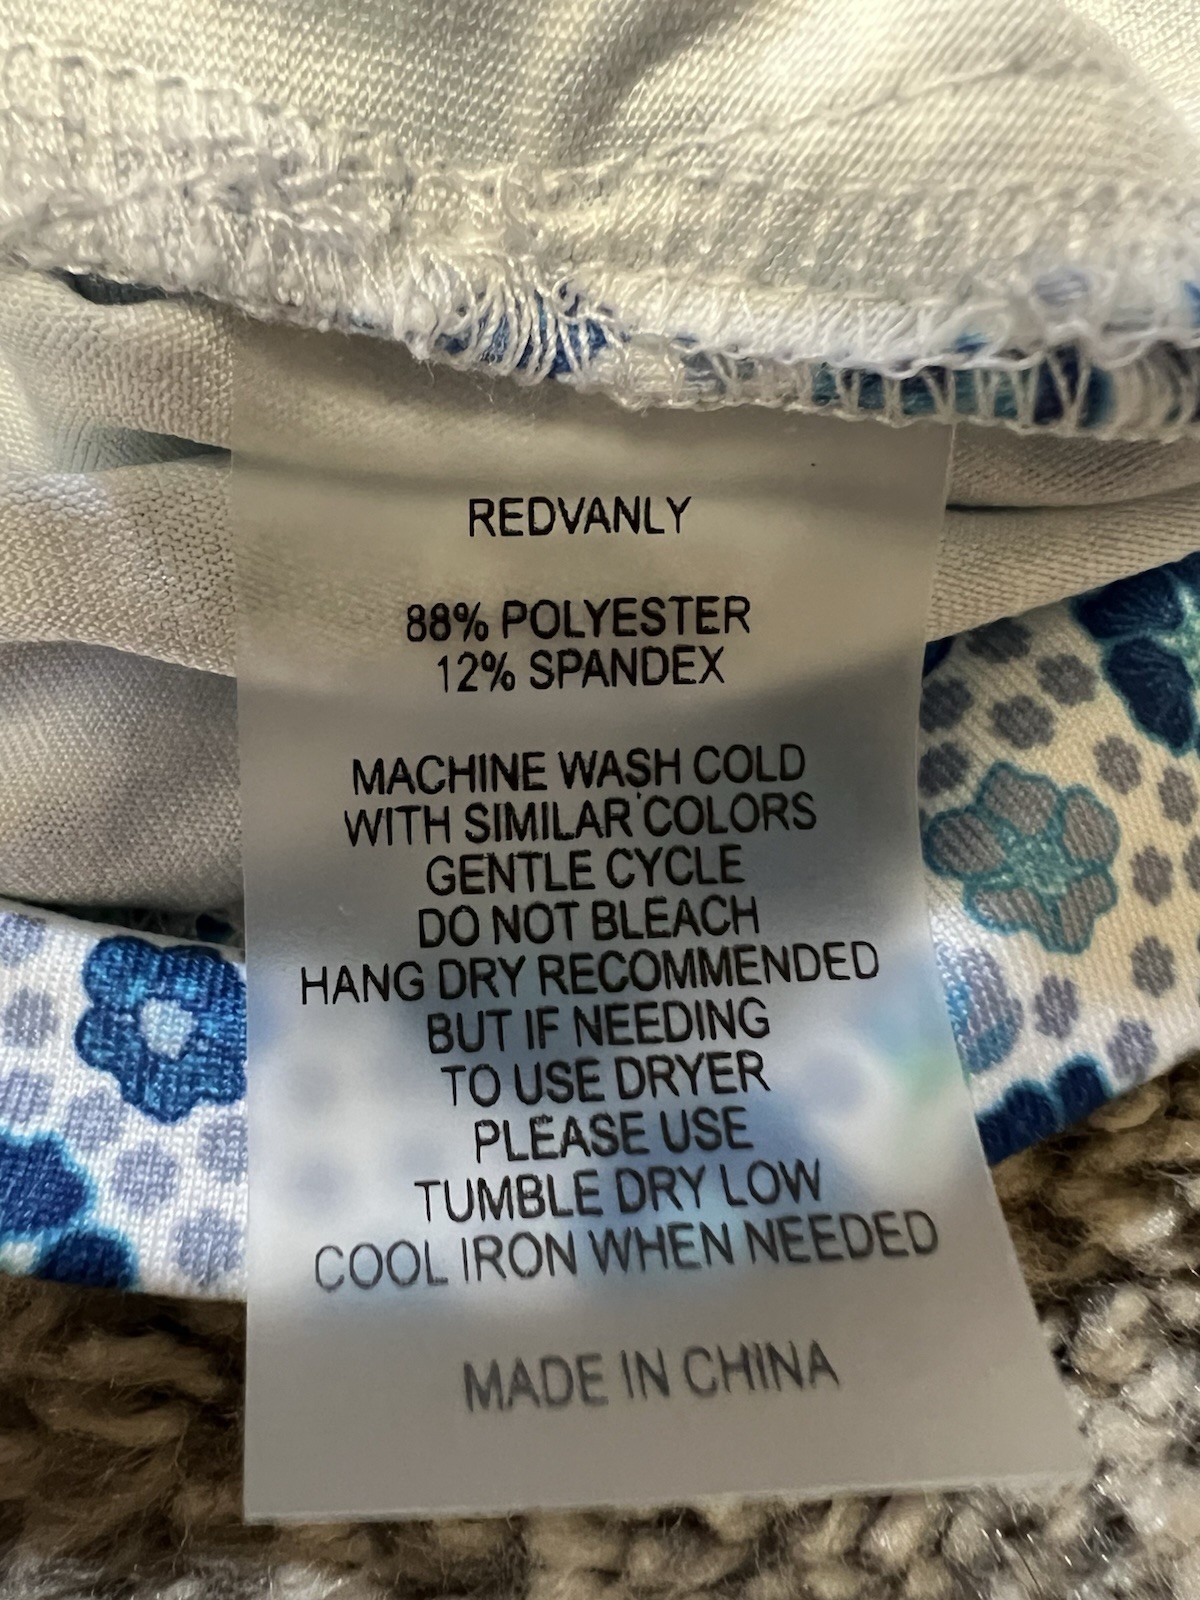 REDVANLY
88% POLYESTER
12% SPANDEX
MACHINE WASH COLD
WITH SIMILAR COLORS
GENTLE CYCLE
DO NOT BLEACH
HANG DRY RECOMMENDED
BUT IF NEEDING
TO USE DRYER
PLEASE USE
TUMBLE DRY LOW
COOL IRON WHEN NEEDED
MADE IN CHINA